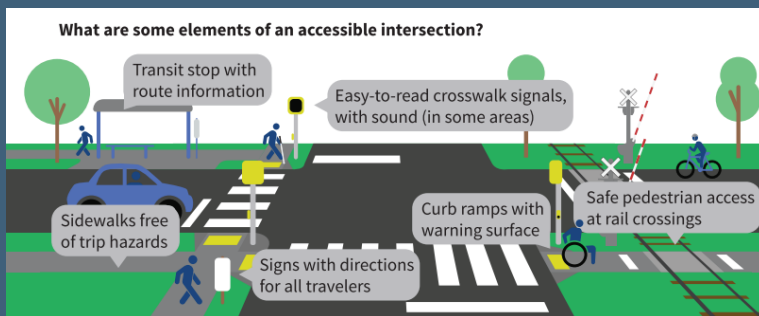 What are some elements of an accessible intersection?
Transit stop with
route information
Easy-to-read crosswalk signals,
with sound (in some areas)
Sidewalks free
of trip hazards
Signs with directions
for all travelers
Curb ramps with
warning surface
Safe pedestrian access
at rail crossings